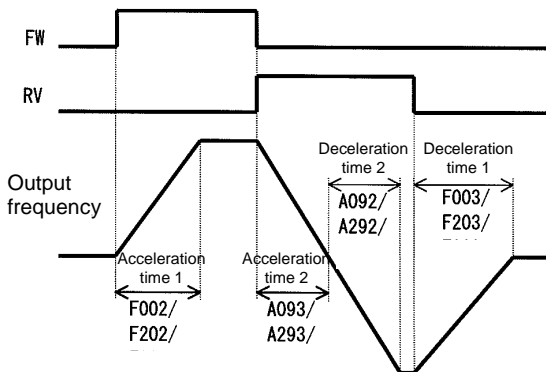 FW
RV
Output
frequency
Deceleration
time 2
A092/
A292/
Deceleration
time 1
F003/
F203/
Acceleration
time 1
F002/
F202/
Acceleration
time 2
A093/
A293/